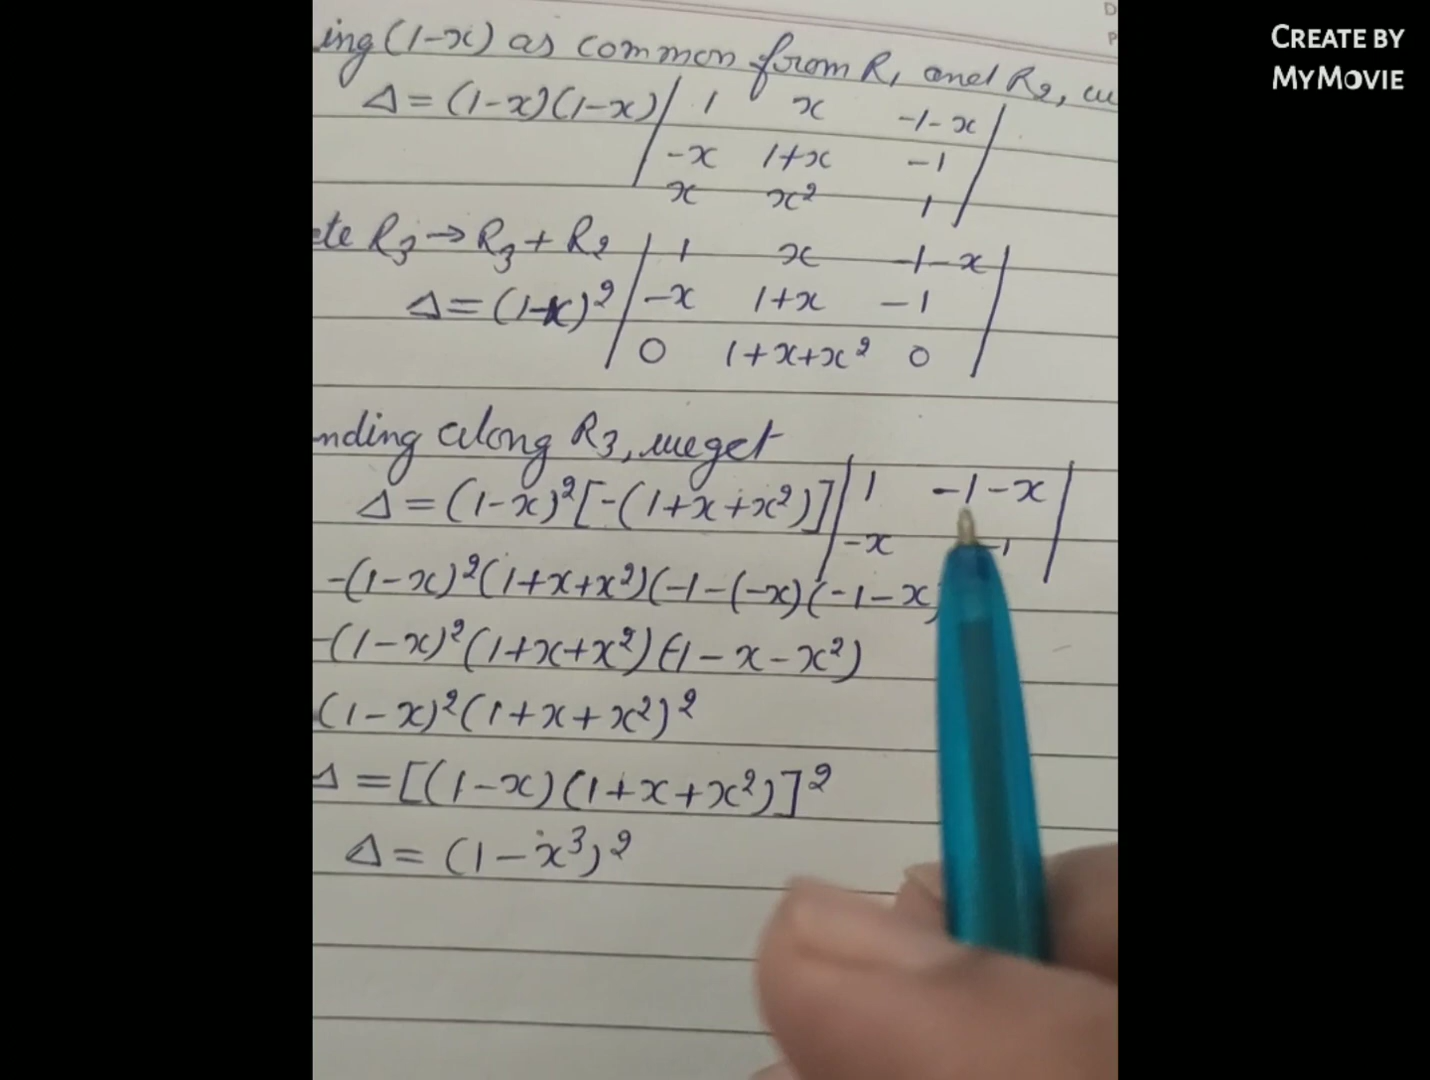 ing (1-x) as common from R₁ and R₂,
Δ = (1-x)(1-x) | 1 x -1-x |
| -x 1+x -1 |
| x x² 1 |
ete R₃ → R₃ + R₂
| 1 x -1-x |
Δ = (1-x)² | -x 1+x -1 |
| 0 1+x+x² 0 |
nding along R₃, we get
Δ = (1-x)² [-(1+x+x²)] | 1 -1-x |
| -x -1 |
-(1-x)² (1+x+x²) (-1-(-x)(-1-x)
-(1-x)² (1+x+x²) (-1-x-x²)
(1-x)² (1+x+x²)²
Δ = [(1-x)(1+x+x²)]²
Δ = (1-x³)²
CREATE BY
MYMOVIE